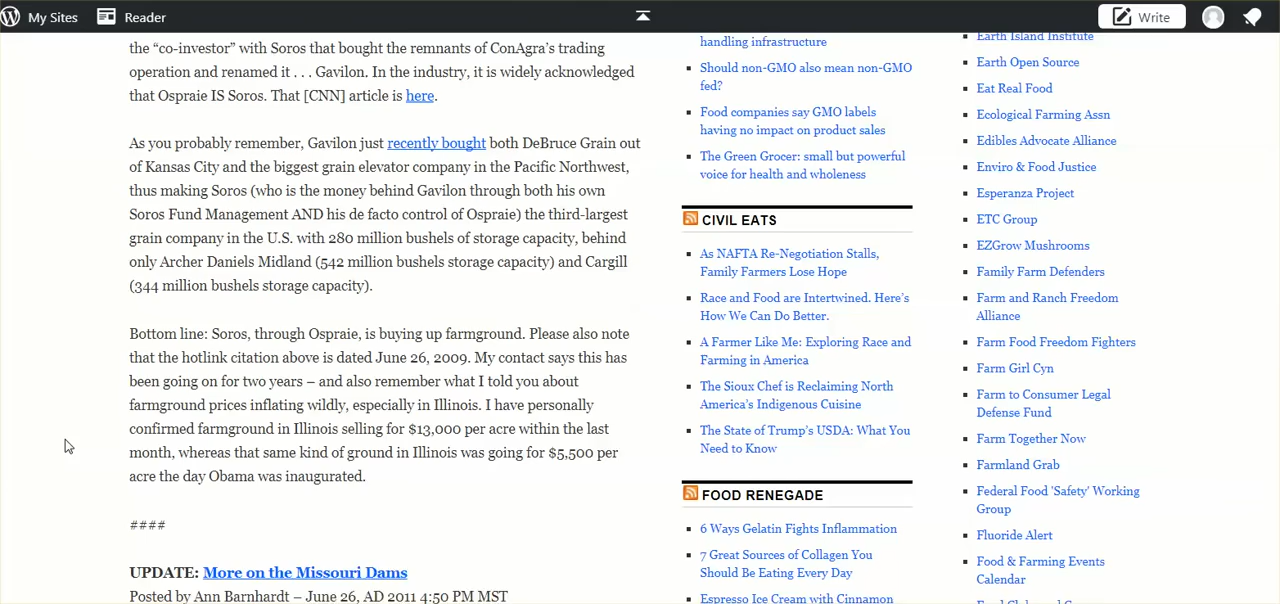 My Sites
Reader
Write
the “co-investor” with Soros that bought the remnants of ConAgra’s trading
operation and renamed it . . . Gavilon. In the industry, it is widely acknowledged
that Ospraie IS Soros. That [CNN] article is here.
As you probably remember, Gavilon just recently bought both DeBruce Grain out
of Kansas City and the biggest grain elevator company in the Pacific Northwest,
thus making Soros (who is the money behind Gavilon through both his own
Soros Fund Management AND his de facto control of Ospraie) the third-largest
grain company in the U.S. with 280 million bushels of storage capacity, behind
only Archer Daniels Midland (542 million bushels storage capacity) and Cargill
(344 million bushels storage capacity).
Bottom line: Soros, through Ospraie, is buying up farmground. Please also note
that the hotlink citation above is dated June 26, 2009. My contact says this has
been going on for two years – and also remember what I told you about
farmground prices inflating wildly, especially in Illinois. I have personally
confirmed farmground in Illinois selling for $13,000 per acre within the last
month, whereas that same kind of ground in Illinois was going for $5,500 per
acre the day Obama was inaugurated.
####
UPDATE: More on the Missouri Dams
Posted by Ann Barnhardt – June 26, AD 2011 4:50 PM MST
handling infrastructure
Should non-GMO also mean non-GMO
fed?
Food companies say GMO labels
having no impact on product sales
The Green Grocer: small but powerful
voice for health and wholeness
CIVIL EATS
As NAFTA Re-Negotiation Stalls,
Family Farmers Lose Hope
Race and Food are Intertwined. Here’s
How We Can Do Better.
A Farmer Like Me: Exploring Race and
Farming in America
The Sioux Chef is Reclaiming North
America’s Indigenous Cuisine
The State of Trump’s USDA: What You
Need to Know
FOOD RENEGADE
6 Ways Gelatin Fights Inflammation
7 Great Sources of Collagen You
Should Be Eating Every Day
Espresso Ice Cream with Cinnamon
Earth Island Institute
Earth Open Source
Eat Real Food
Ecological Farming Assn
Edibles Advocate Alliance
Enviro & Food Justice
Esperanza Project
ETC Group
EZGrow Mushrooms
Family Farm Defenders
Farm and Ranch Freedom
Alliance
Farm Food Freedom Fighters
Farm Girl Cyn
Farm to Consumer Legal
Defense Fund
Farm Together Now
Farmland Grab
Federal Food 'Safety' Working
Group
Fluoride Alert
Food & Farming Events
Calendar